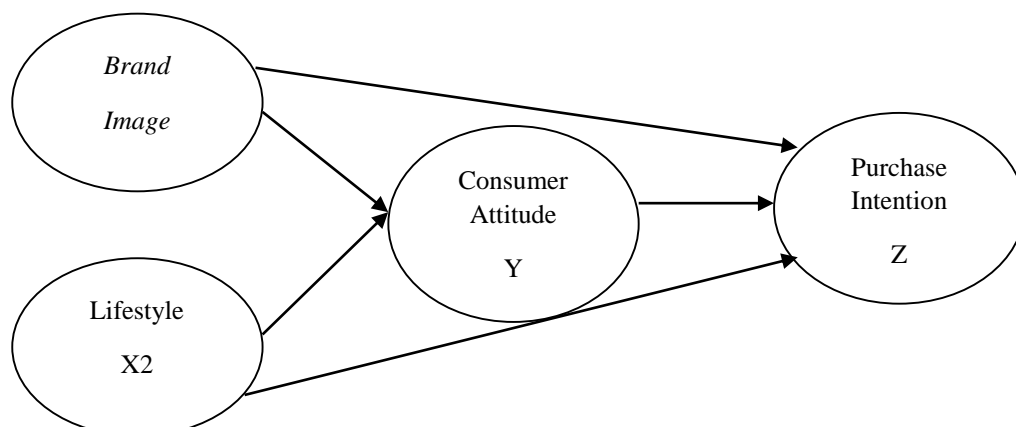 Brand
Image
Consumer
Attitude
Y
Purchase
Intention
Z
Lifestyle
X2